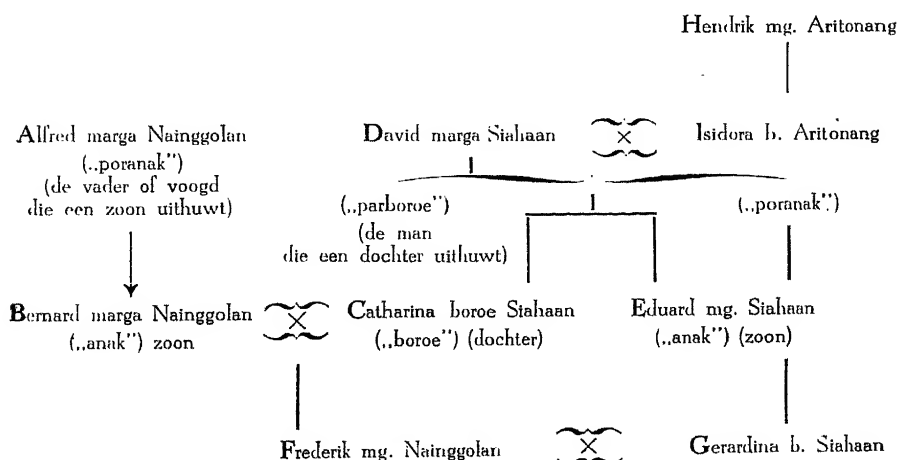 Hendrik mg. Aritonang
Alfred marga Nainggolan
(„poranak”)
(de vader of voogd
die een zoon uithuwt)
David marga Siahaan
×
Isidora b. Aritonang
(„parboroe”)
(de man
die een dochter uithuwt)
(„poranak”)
Bernard marga Nainggolan
(„anak”) zoon
×
Catharina boroe Siahaan
(„boroe”) (dochter)
Eduard mg. Siahaan
(„anak”) (zoon)
Frederik mg. Nainggolan
×
Gerardina b. Siahaan